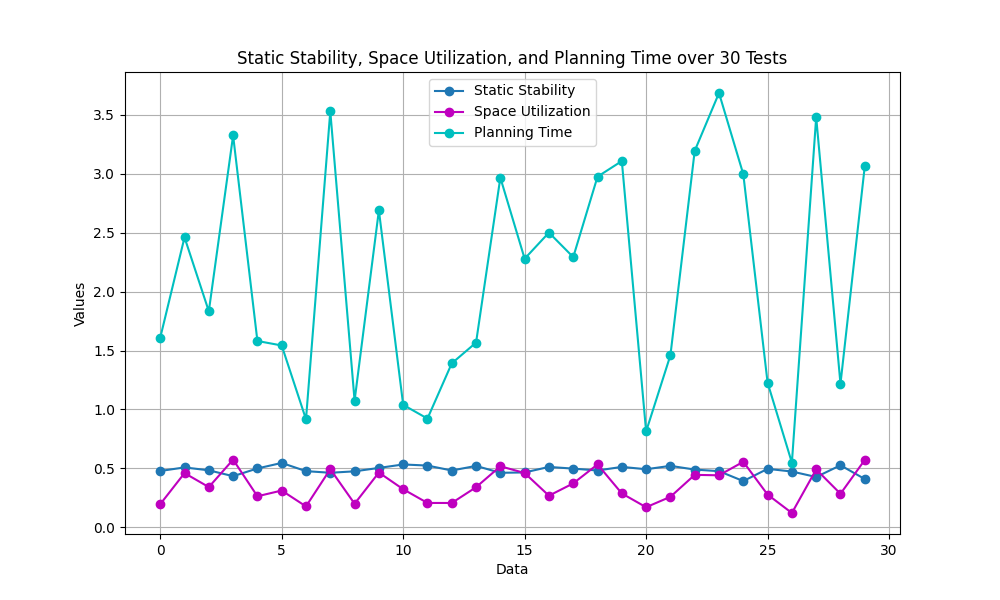 Static Stability, Space Utilization, and Planning Time over 30 Tests
Static Stability
Space Utilization
Planning Time
Values
3.5
3.0
2.5
2.0
1.5
1.0
0.5
0.0
0 5 10 15 20 25 30
Data